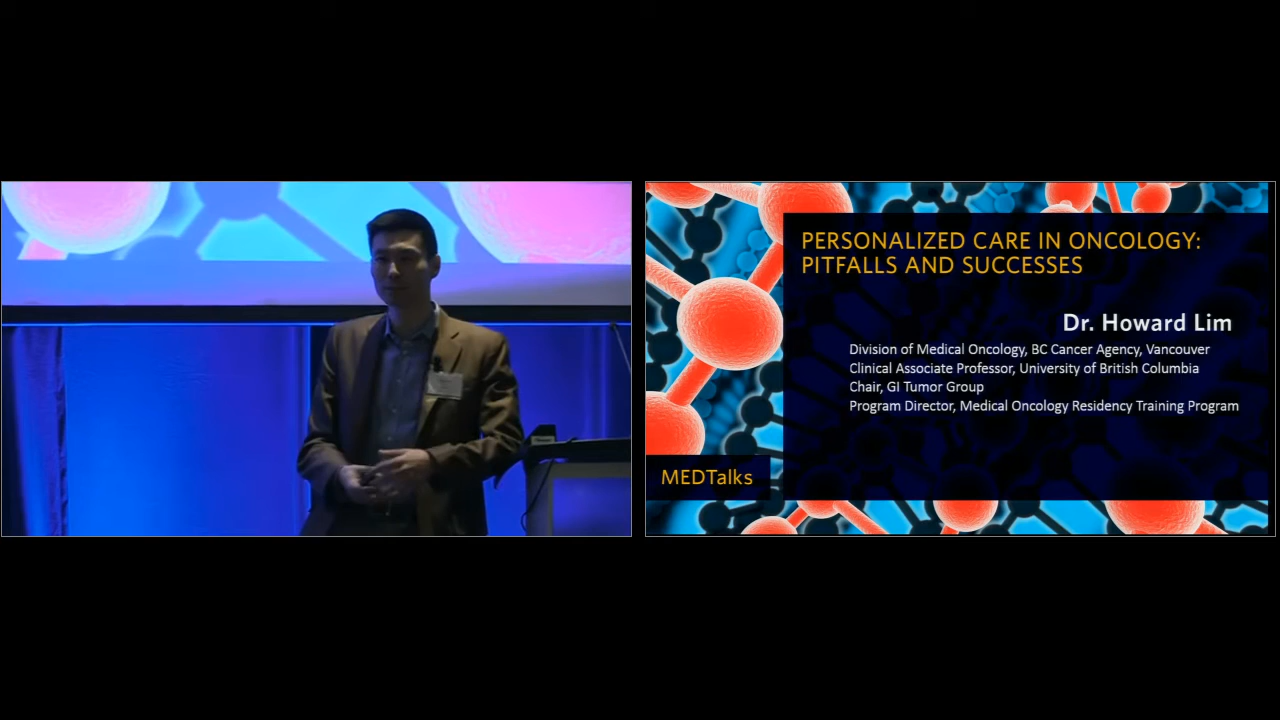 PERSONALIZED CARE IN ONCOLOGY:
PITFALLS AND SUCCESSES
Dr. Howard Lim
Division of Medical Oncology, BC Cancer Agency, Vancouver
Clinical Associate Professor, University of British Columbia
Chair, GI Tumor Group
Program Director, Medical Oncology Residency Training Program
MEDTalks